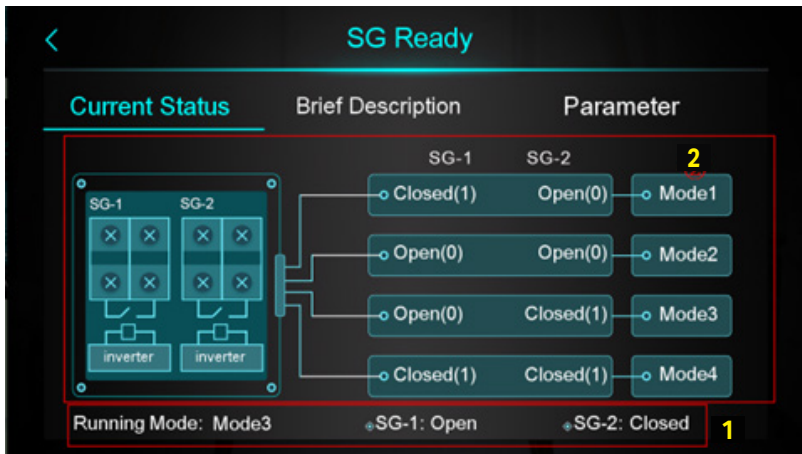 SG Ready
Current Status Brief Description Parameter
SG-1 SG-2 2
SG-1 SG-2
Closed(1) Open(0) Mode1
Open(0) Open(0) Mode2
Open(0) Closed(1) Mode3
inverter inverter
Closed(1) Closed(1) Mode4
Running Mode: Mode3 SG-1: Open SG-2: Closed 1